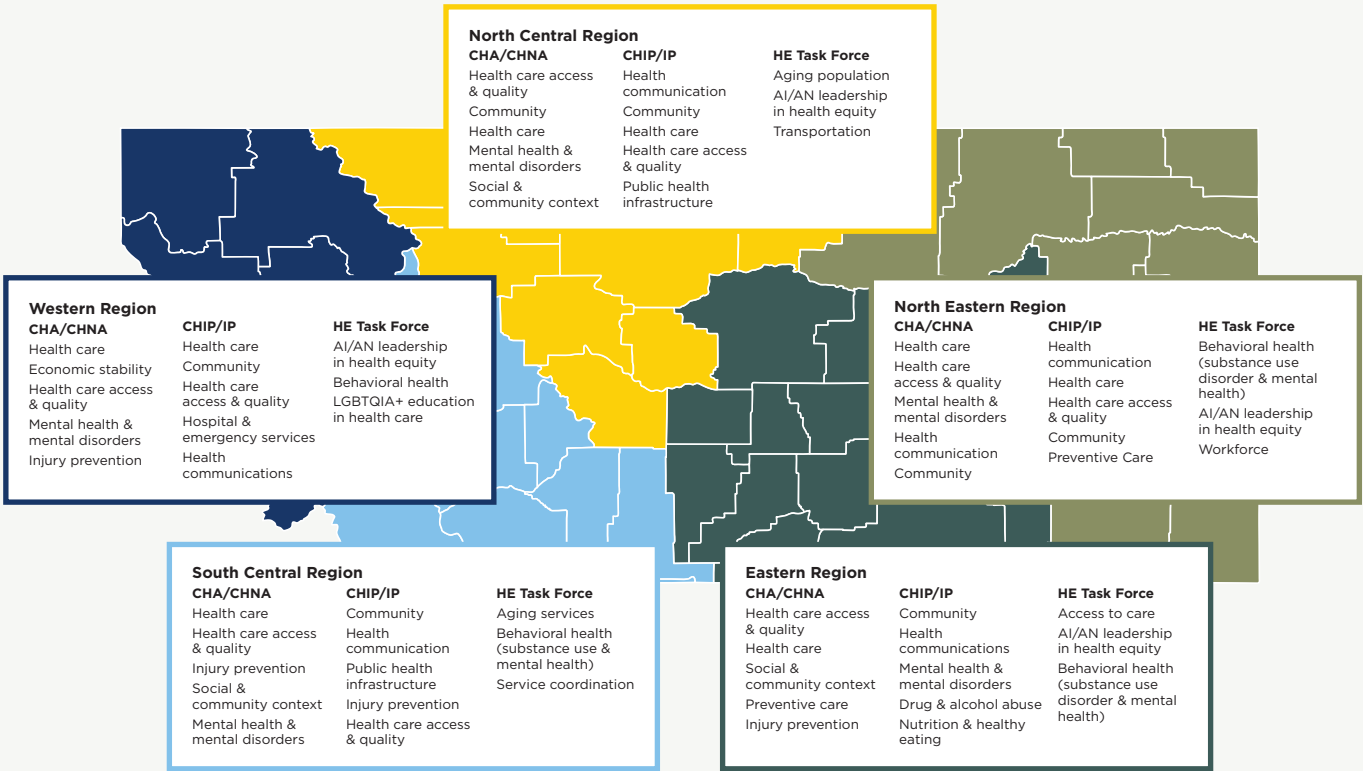 North Central Region
CHA/CHNA
Health care access
& quality
Community
Health care
Mental health &
mental disorders
Social &
community context
CHIP/IP
Health
communication
Community
Health care
Health care access
& quality
Public health
infrastructure
HE Task Force
Aging population
AI/AN leadership
in health equity
Transportation
Western Region
CHA/CHNA
Health care
Economic stability
Health care access
& quality
Mental health &
mental disorders
Injury prevention
CHIP/IP
Health care
Community
Health care
access & quality
Hospital &
emergency services
Health
communications
HE Task Force
AI/AN leadership
in health equity
Behavioral health
LGBTQIA+ education
in health care
North Eastern Region
CHA/CHNA
Health care
Health care
access & quality
Mental health &
mental disorders
Health
communication
Community
CHIP/IP
Health
communication
Health care
Health care access
& quality
Community
Preventive Care
HE Task Force
Behavioral health
(substance use
disorder & mental
health)
AI/AN leadership
in health equity
Workforce
South Central Region
CHA/CHNA
Health care
Health care access
& quality
Injury prevention
Social &
community context
Mental health &
mental disorders
CHIP/IP
Community
Health
communication
Public health
infrastructure
Injury prevention
Health care access
& quality
HE Task Force
Aging services
Behavioral health
(substance use &
mental health)
Service coordination
Eastern Region
CHA/CHNA
Health care access
& quality
Health care
Social &
community context
Preventive care
Injury prevention
CHIP/IP
Community
Health
communications
Mental health &
mental disorders
Drug & alcohol abuse
Nutrition & healthy
eating
HE Task Force
Access to care
AI/AN leadership
in health equity
Behavioral health
(substance use
disorder & mental
health)